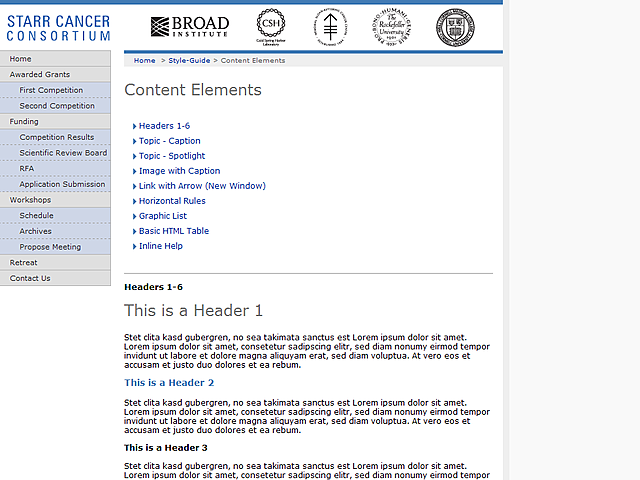 STARR CANCER
CONSORTIUM
BROAD
INSTITUTE
CSH
Cold Spring Harbor
Laboratory
The
Rockefeller
University
Home
Awarded Grants
First Competition
Second Competition
Funding
Competition Results
Scientific Review Board
RFA
Application Submission
Workshops
Schedule
Archives
Propose Meeting
Retreat
Contact Us
Home > Style-Guide > Content Elements
Content Elements
Headers 1-6
Topic - Caption
Topic - Spotlight
Image with Caption
Link with Arrow (New Window)
Horizontal Rules
Graphic List
Basic HTML Table
Inline Help
Headers 1-6
This is a Header 1
Stet clita kasd gubergren, no sea takimata sanctus est Lorem ipsum dolor sit amet.
Lorem ipsum dolor sit amet, consetetur sadipscing elitr, sed diam nonumy eirmod tempor
invidunt ut labore et dolore magna aliquyam erat, sed diam voluptua. At vero eos et
accusam et justo duo dolores et ea rebum.
This is a Header 2
Stet clita kasd gubergren, no sea takimata sanctus est Lorem ipsum dolor sit amet.
Lorem ipsum dolor sit amet, consetetur sadipscing elitr, sed diam nonumy eirmod tempor
invidunt ut labore et dolore magna aliquyam erat, sed diam voluptua. At vero eos et
accusam et justo duo dolores et ea rebum.
This is a Header 3
Stet clita kasd gubergren, no sea takimata sanctus est Lorem ipsum dolor sit amet.
Lorem ipsum dolor sit amet, consetetur sadipscing elitr, sed diam nonumy eirmod tempor